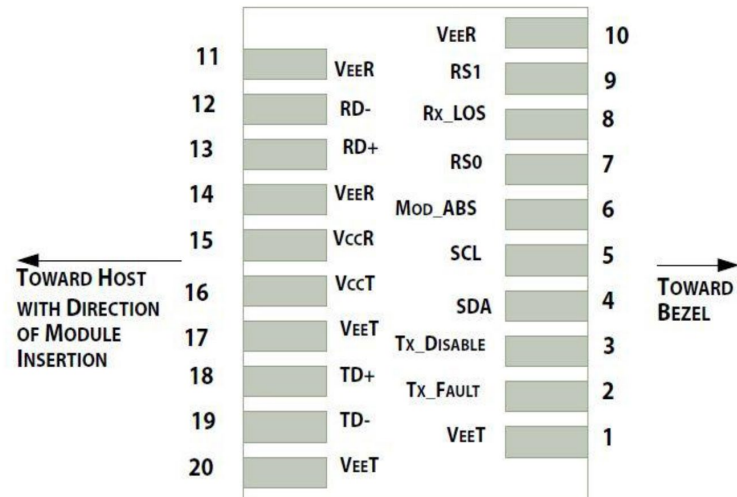 11 VEER
12 RD-
13 RD+
14 VEER
15 VCCR
16 VCCT
17 VEET
18 TD+
19 TD-
20 VEET
TOWARD HOST
WITH DIRECTION
OF MODULE
INSERTION
VEER 10
RS1 9
RX_LOS 8
RS0 7
MOD_ABS 6
SCL 5
SDA 4
TX_DISABLE 3
TX_FAULT 2
VEET 1
TOWARD
BEZEL